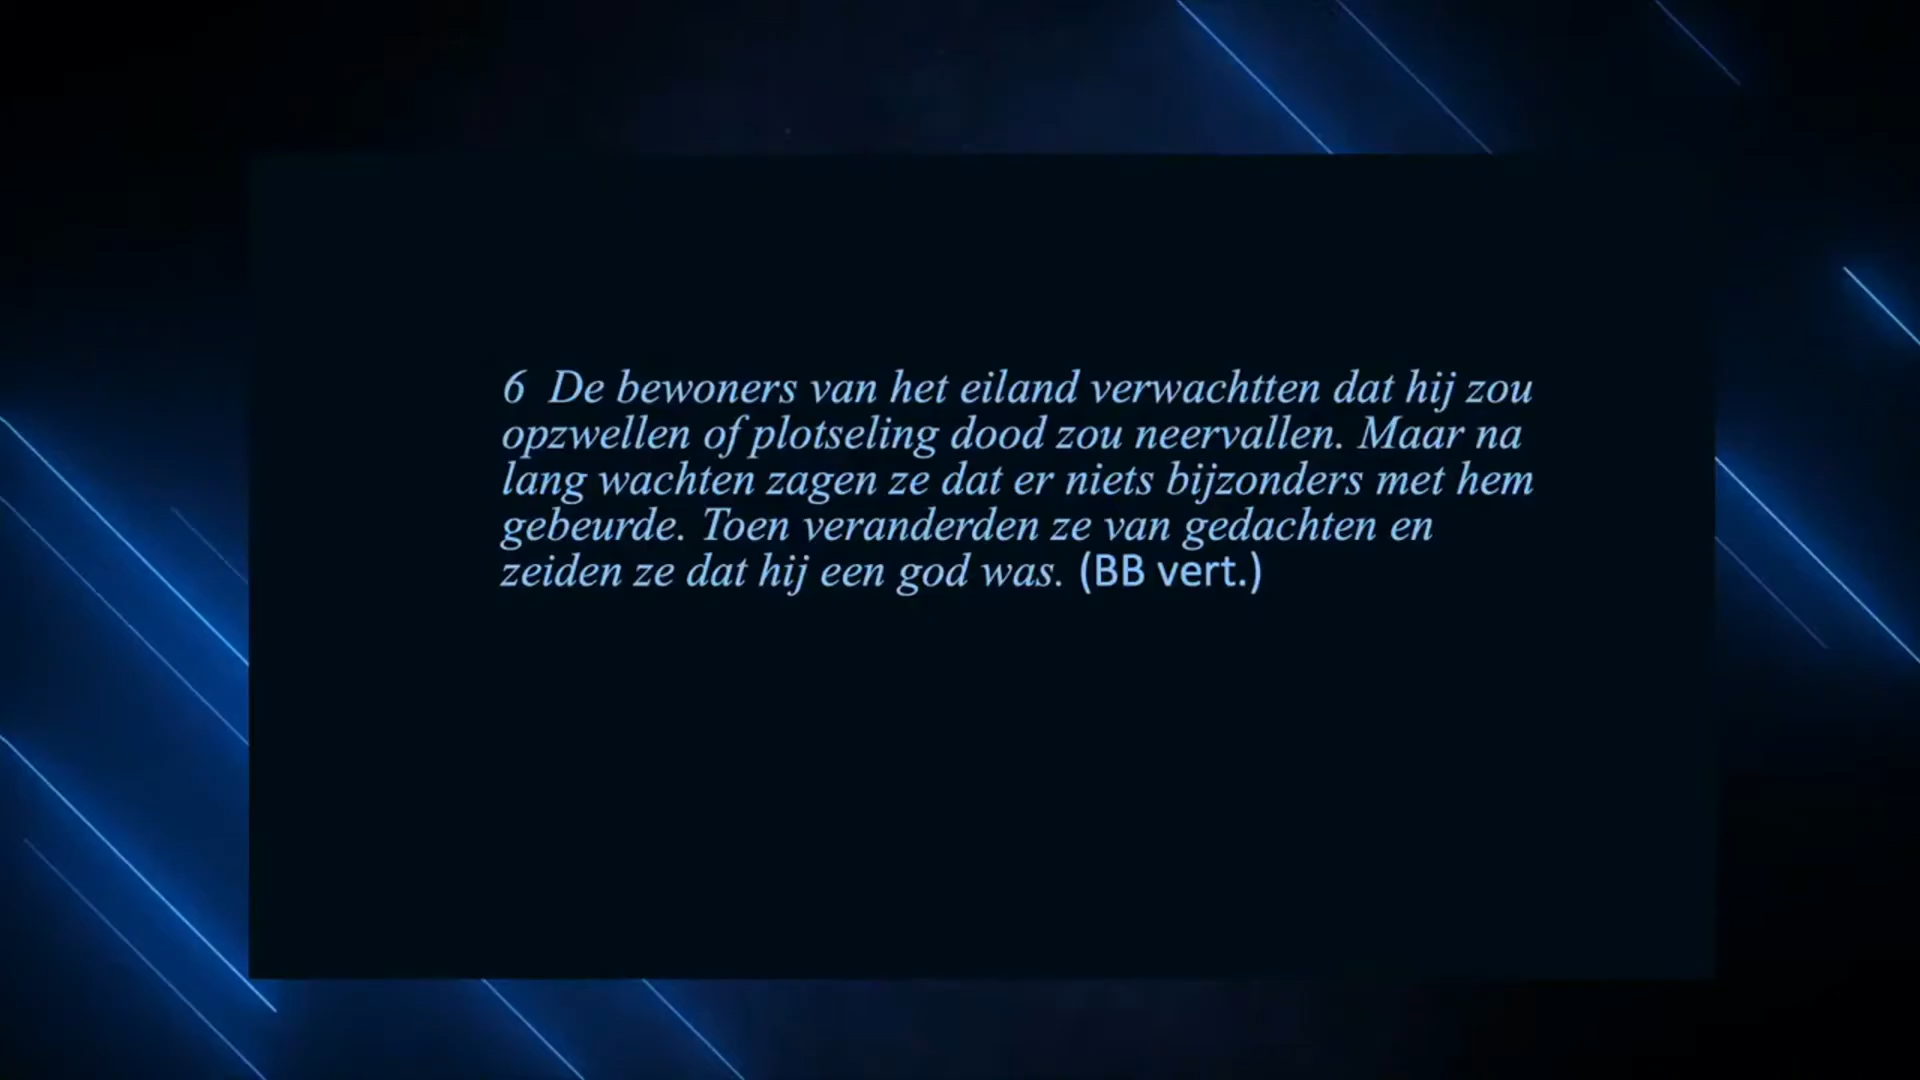 6 De bewoners van het eiland verwachtten dat hij zou
opzwellen of plotseling dood zou neervallen. Maar na
lang wachten zagen ze dat er niets bijzonders met hem
gebeurde. Toen veranderden ze van gedachten en
zeiden ze dat hij een god was. (BB vert.)